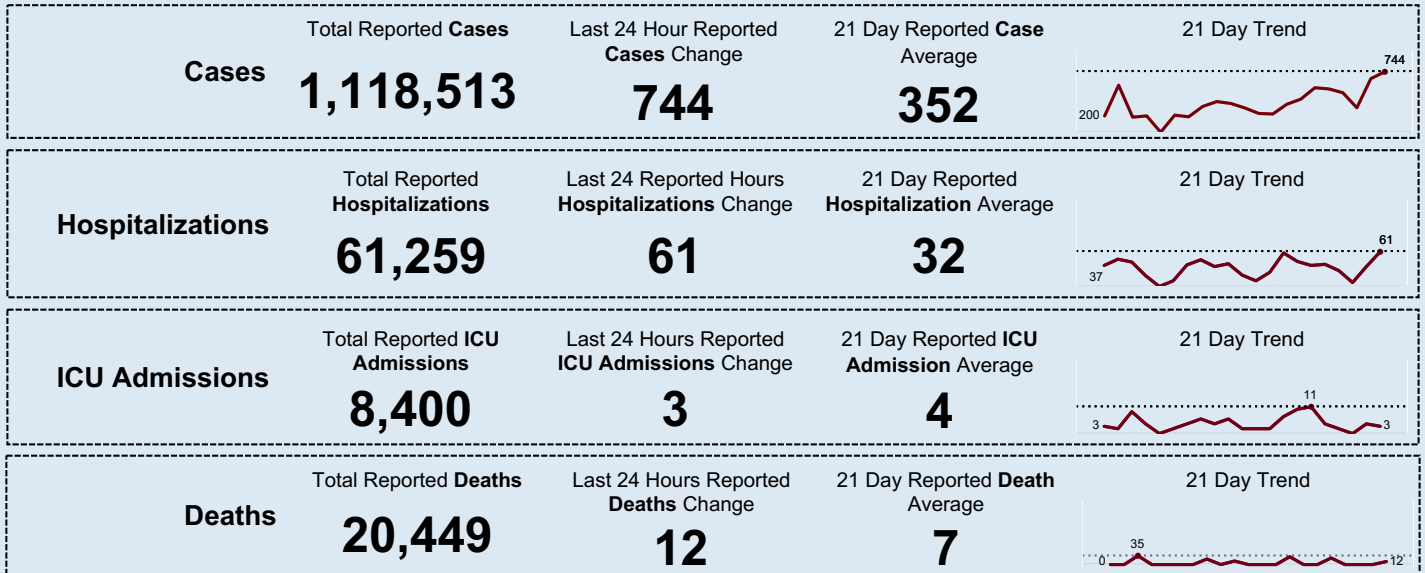 Cases
Total Reported Cases
1,118,513
Last 24 Hour Reported
Cases Change
744
21 Day Reported Case
Average
352
21 Day Trend
200
744
Hospitalizations
Total Reported
Hospitalizations
61,259
Last 24 Reported Hours
Hospitalizations Change
61
21 Day Reported
Hospitalization Average
32
21 Day Trend
37
61
ICU Admissions
Total Reported ICU
Admissions
8,400
Last 24 Hours Reported
ICU Admissions Change
3
21 Day Reported ICU
Admission Average
4
21 Day Trend
3
11
3
Deaths
Total Reported Deaths
20,449
Last 24 Hours Reported
Deaths Change
12
21 Day Reported Death
Average
7
21 Day Trend
0
35
12